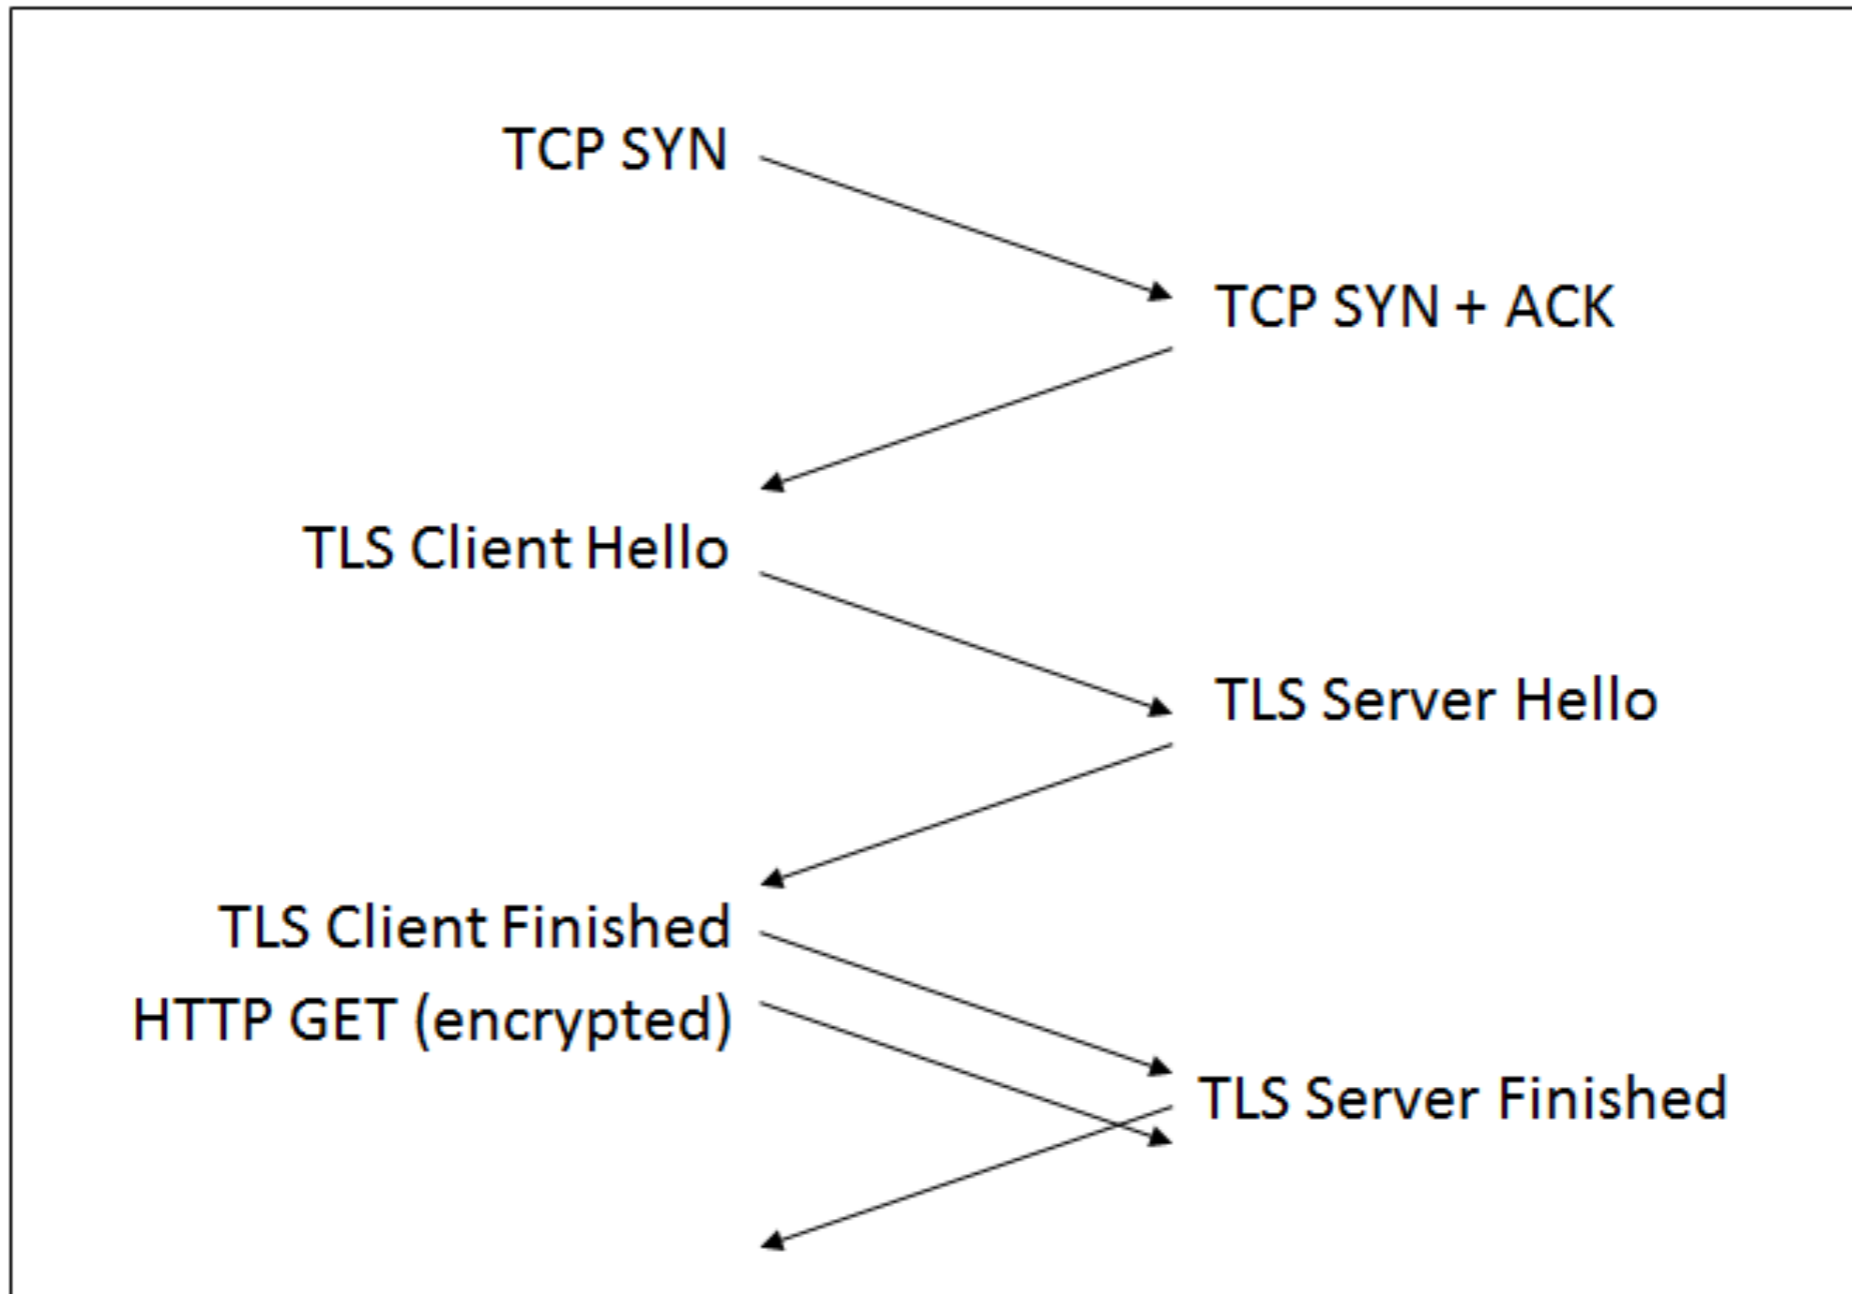 TCP SYN
TCP SYN + ACK
TLS Client Hello
TLS Server Hello
TLS Client Finished
HTTP GET (encrypted)
TLS Server Finished